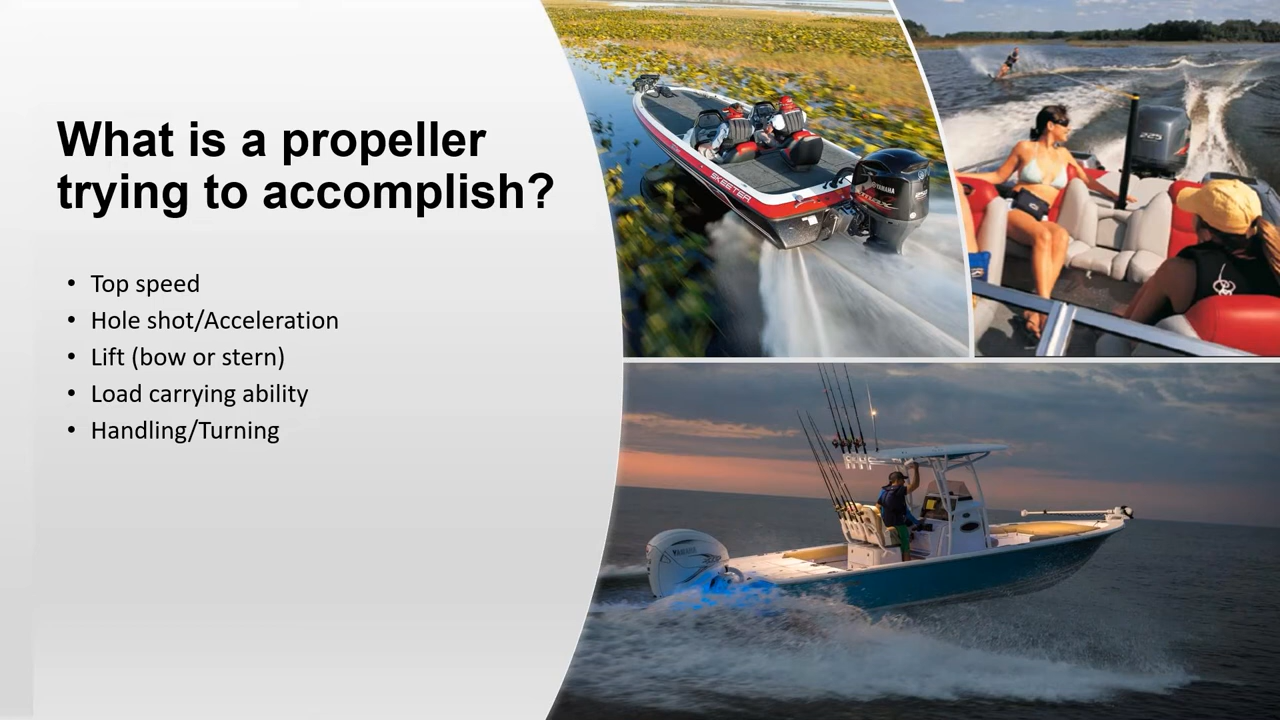 What is a propeller
trying to accomplish?
• Top speed
• Hole shot/Acceleration
• Lift (bow or stern)
• Load carrying ability
• Handling/Turning
SKEETER
YAMAHA
225
YAMAHA